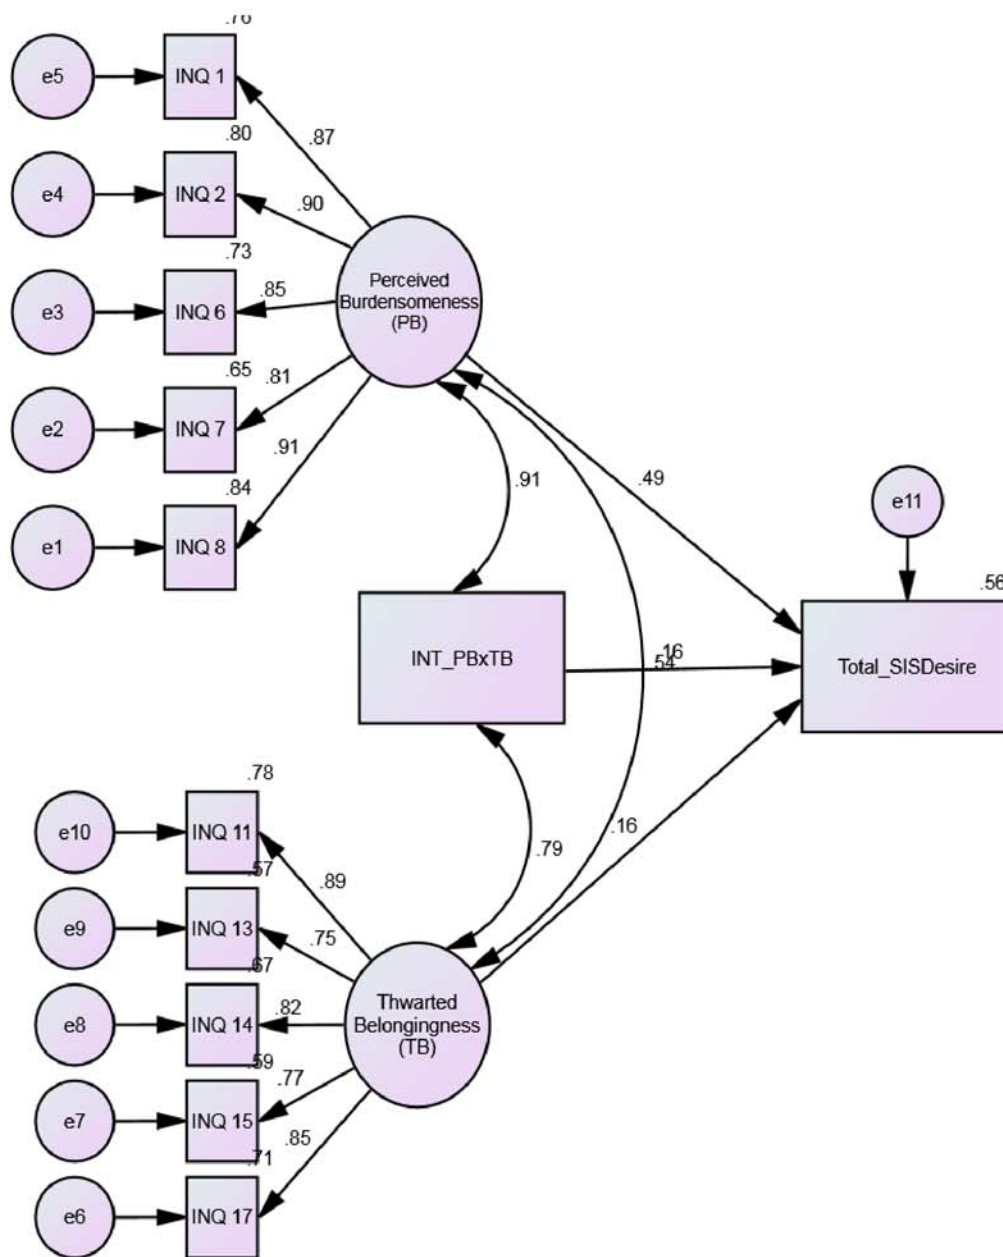 .76
e5
INQ 1
.87
.80
e4
INQ 2
.90
.73
e3
INQ 6
.85
Perceived
Burdensomeness
(PB)
.65
e2
INQ 7
.81
.91
.84
e1
INQ 8
.91
.49
e11
.56
INT_PBxTB
.16
.54
Total_SISDesire
.78
e10
INQ 11
.89
.16
.79
.57
e9
INQ 13
.75
.67
e8
INQ 14
.82
Thwarted
Belongingness
(TB)
.59
e7
INQ 15
.77
.85
.71
e6
INQ 17